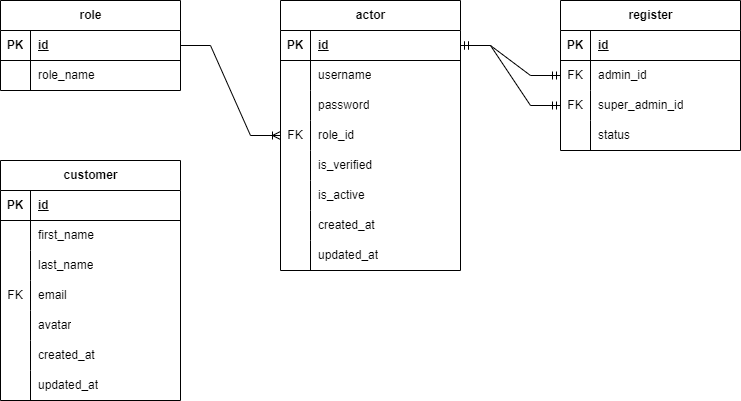 role
PK id
role_name
actor
PK id
username
password
FK role_id
is_verified
is_active
created_at
updated_at
register
PK id
FK admin_id
FK super_admin_id
status
customer
PK id
first_name
last_name
FK email
avatar
created_at
updated_at